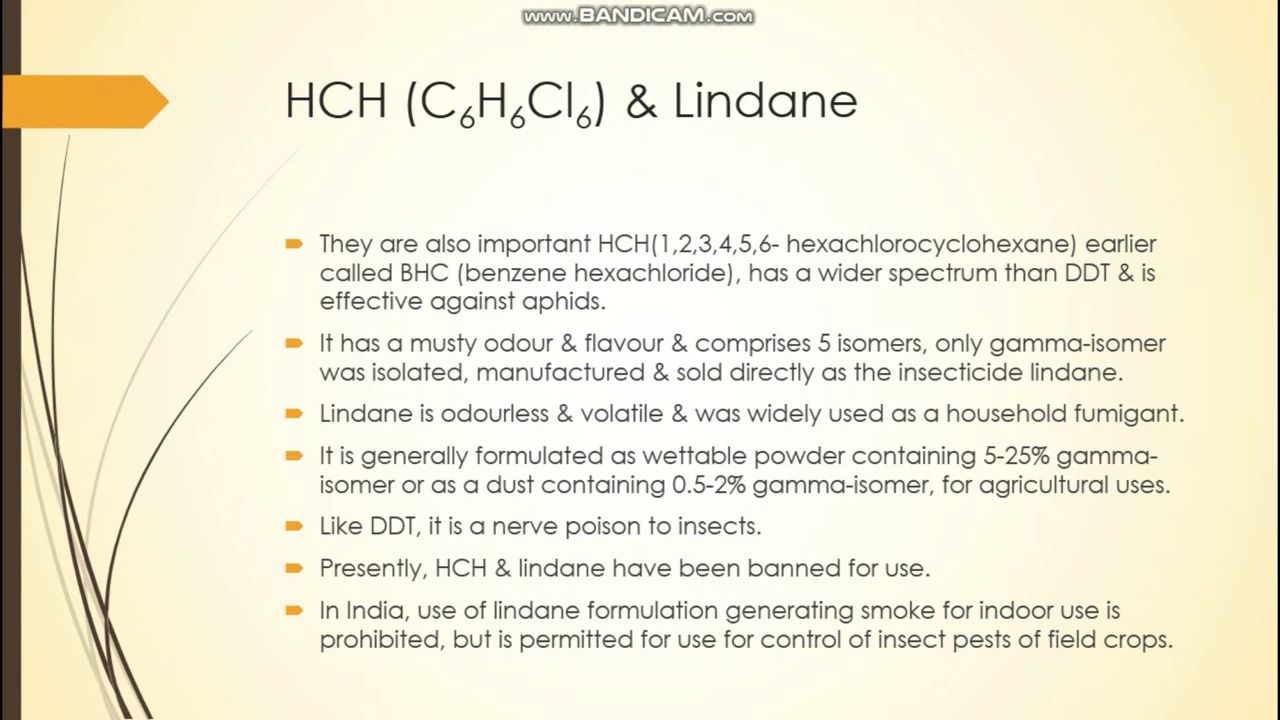 www.BANDICAM.com
HCH (C₆H₆Cl₆) & Lindane
They are also important HCH(1,2,3,4,5,6- hexachlorocyclohexane) earlier
called BHC (benzene hexachloride), has a wider spectrum than DDT & is
effective against aphids.
It has a musty odour & flavour & comprises 5 isomers, only gamma-isomer
was isolated, manufactured & sold directly as the insecticide lindane.
Lindane is odourless & volatile & was widely used as a household fumigant.
It is generally formulated as wettable powder containing 5-25% gamma-
isomer or as a dust containing 0.5-2% gamma-isomer, for agricultural uses.
Like DDT, it is a nerve poison to insects.
Presently, HCH & lindane have been banned for use.
In India, use of lindane formulation generating smoke for indoor use is
prohibited, but is permitted for use for control of insect pests of field crops.